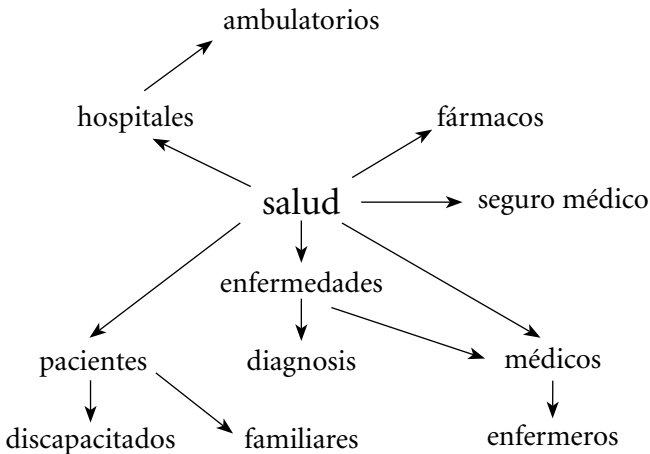 ambulatorios
hospitales
fármacos
salud
seguro médico
enfermedades
pacientes
diagnosis
médicos
discapacitados
familiares
enfermeros